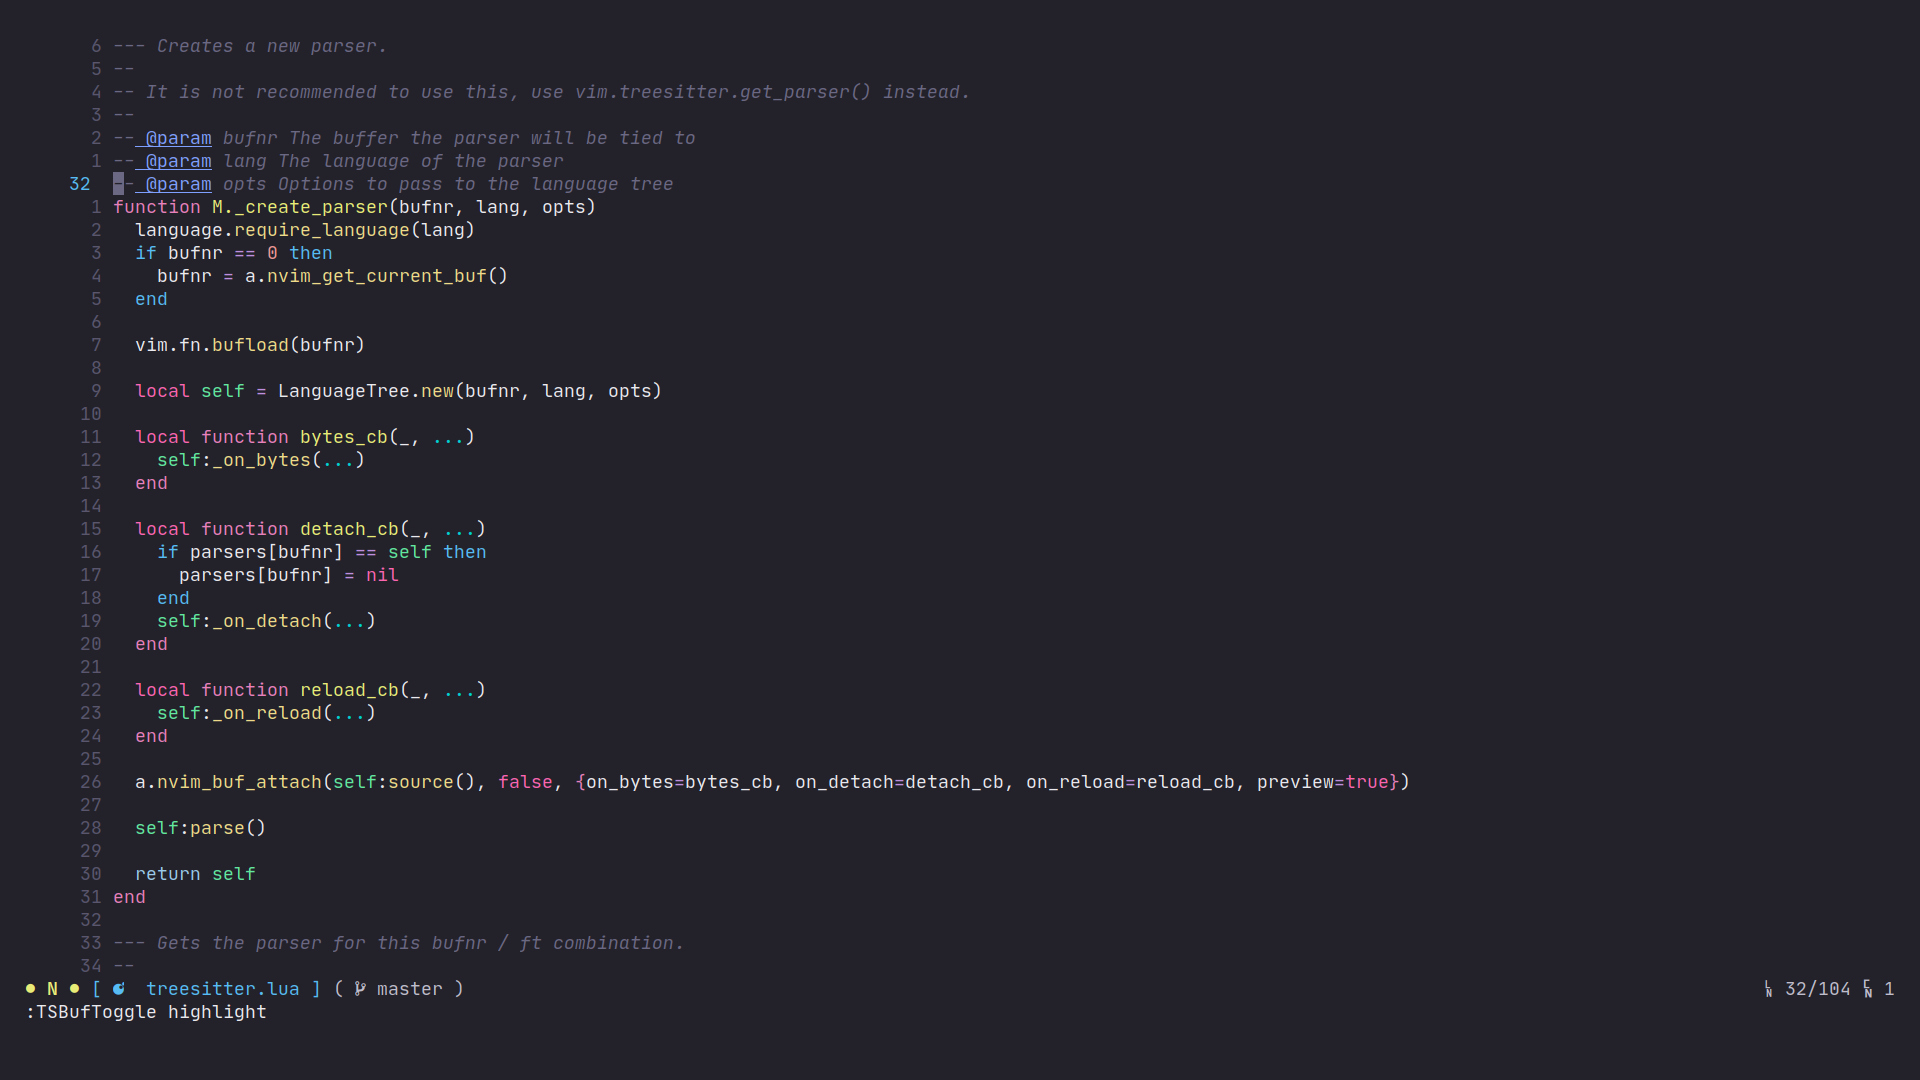 6 --- Creates a new parser.
5 --
4 -- It is not recommended to use this, use vim.treesitter.get_parser() instead.
3 --
2 -- @param bufnr The buffer the parser will be tied to
1 -- @param lang The language of the parser
32 -- @param opts Options to pass to the language tree
1 function M._create_parser(bufnr, lang, opts)
2   language.require_language(lang)
3   if bufnr == 0 then
4     bufnr = a.nvim_get_current_buf()
5   end
6
7   vim.fn.bufload(bufnr)
8
9   local self = LanguageTree.new(bufnr, lang, opts)
10
11   local function bytes_cb(_, ...)
12     self:_on_bytes(...)
13   end
14
15   local function detach_cb(_, ...)
16     if parsers[bufnr] == self then
17       parsers[bufnr] = nil
18     end
19     self:_on_detach(...)
20   end
21
22   local function reload_cb(_, ...)
23     self:_on_reload(...)
24   end
25
26   a.nvim_buf_attach(self:source(), false, {on_bytes=bytes_cb, on_detach=detach_cb, on_reload=reload_cb, preview=true})
27
28   self:parse()
29
30   return self
31 end
32
33 --- Gets the parser for this bufnr / ft combination.
34 --
● N ● [ treesitter.lua ] ( master ) LN 32/104 CN 1
:TSBufToggle highlight